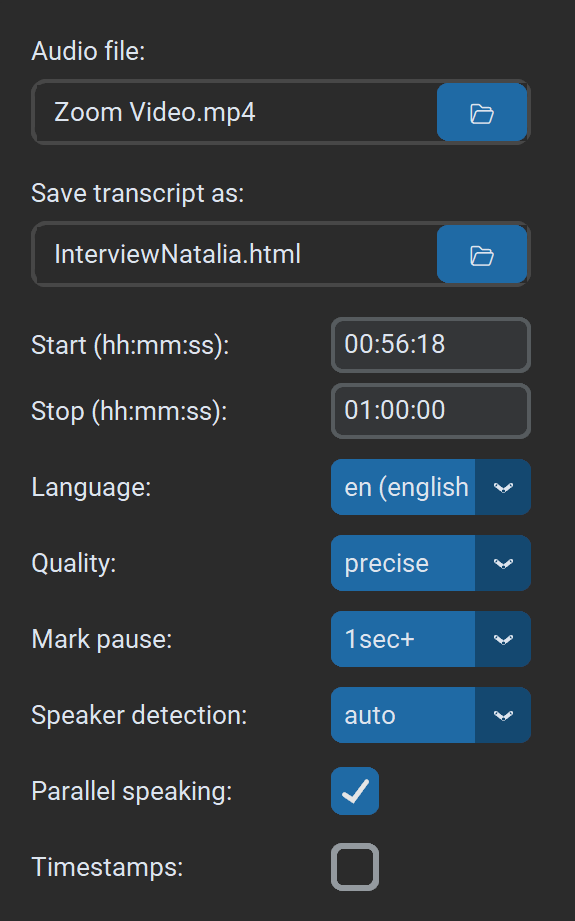 Audio file:
Zoom Video.mp4
Save transcript as:
InterviewNatalia.html
Start (hh:mm:ss): 00:56:18
Stop (hh:mm:ss): 01:00:00
Language: en (english
Quality: precise
Mark pause: 1sec+
Speaker detection: auto
Parallel speaking:
Timestamps: